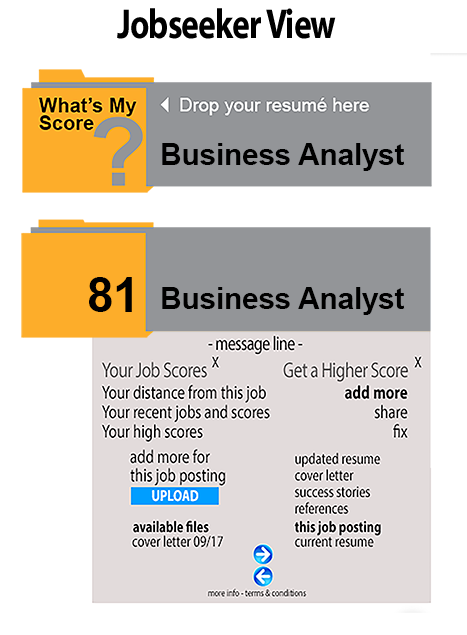 Jobseeker View
What's My
Score
?
Drop your resumé here
Business Analyst
81
Business Analyst
- message line -
Your Job Scores X
Get a Higher Score X
Your distance from this job
add more
Your recent jobs and scores
share
Your high scores
fix
add more for
this job posting
UPLOAD
available files
cover letter 09/17
updated resume
cover letter
success stories
references
this job posting
current resume
more info - terms & conditions